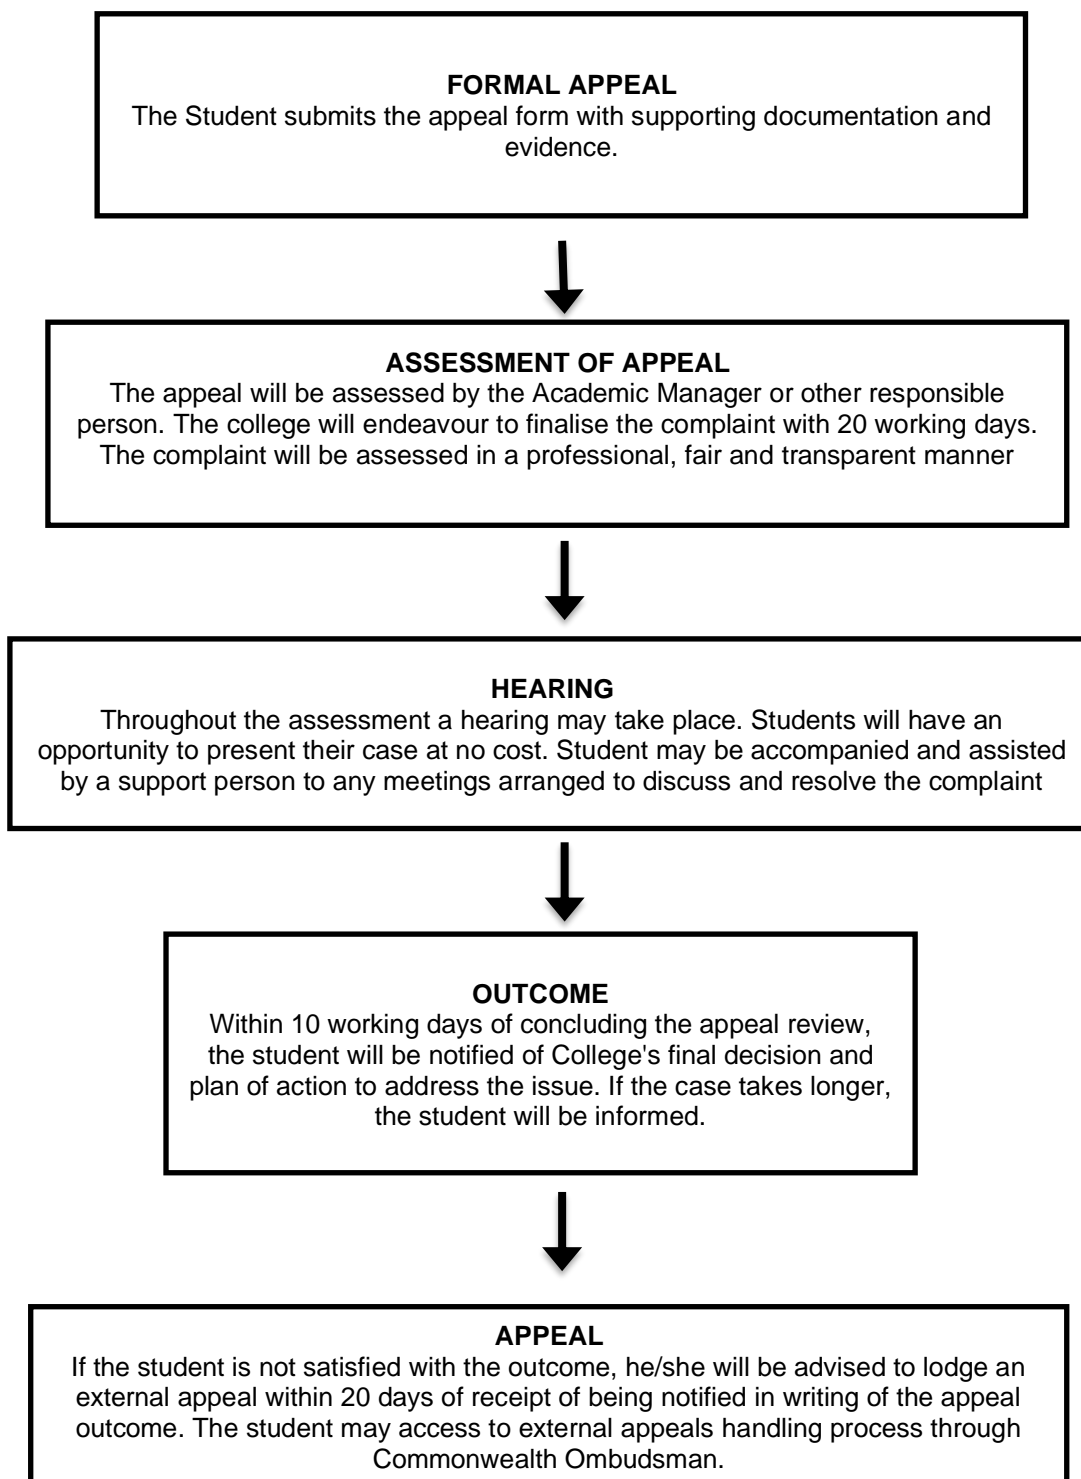 FORMAL APPEAL
The Student submits the appeal form with supporting documentation and
evidence.
ASSESSMENT OF APPEAL
The appeal will be assessed by the Academic Manager or other responsible
person. The college will endeavour to finalise the complaint with 20 working days.
The complaint will be assessed in a professional, fair and transparent manner
HEARING
Throughout the assessment a hearing may take place. Students will have an
opportunity to present their case at no cost. Student may be accompanied and assisted
by a support person to any meetings arranged to discuss and resolve the complaint
OUTCOME
Within 10 working days of concluding the appeal review,
the student will be notified of College's final decision and
plan of action to address the issue. If the case takes longer,
the student will be informed.
APPEAL
If the student is not satisfied with the outcome, he/she will be advised to lodge an
external appeal within 20 days of receipt of being notified in writing of the appeal
outcome. The student may access to external appeals handling process through
Commonwealth Ombudsman.